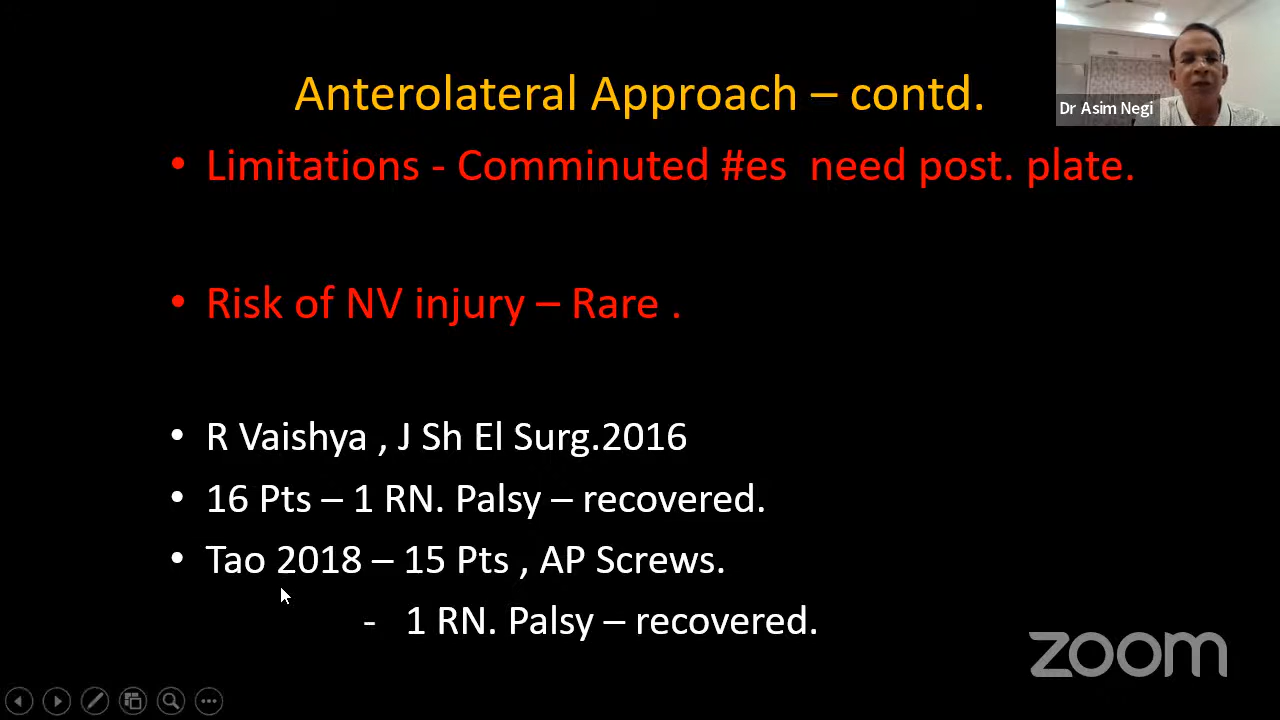 Anterolateral Approach – contd.
Dr Asim Negi
• Limitations - Comminuted #es need post. plate.
• Risk of NV injury – Rare .
• R Vaishya , J Sh El Surg.2016
• 16 Pts – 1 RN. Palsy – recovered.
• Tao 2018 – 15 Pts , AP Screws.
- 1 RN. Palsy – recovered.
zoom